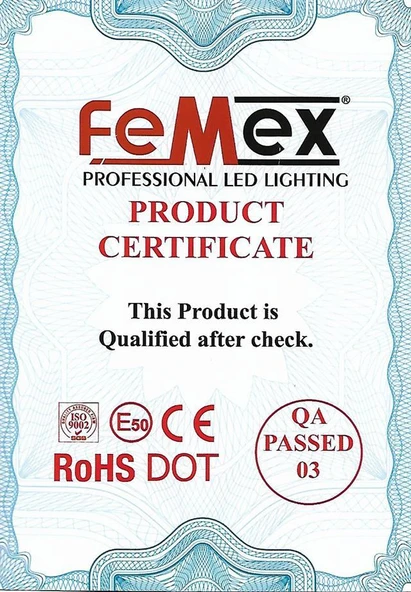 FeMex®
PROFESSIONAL LED LIGHTING
PRODUCT
CERTIFICATE
This Product is
Qualified after check.
ISO
9002
SGS
E50 CE
RoHS DOT
QA
PASSED
03